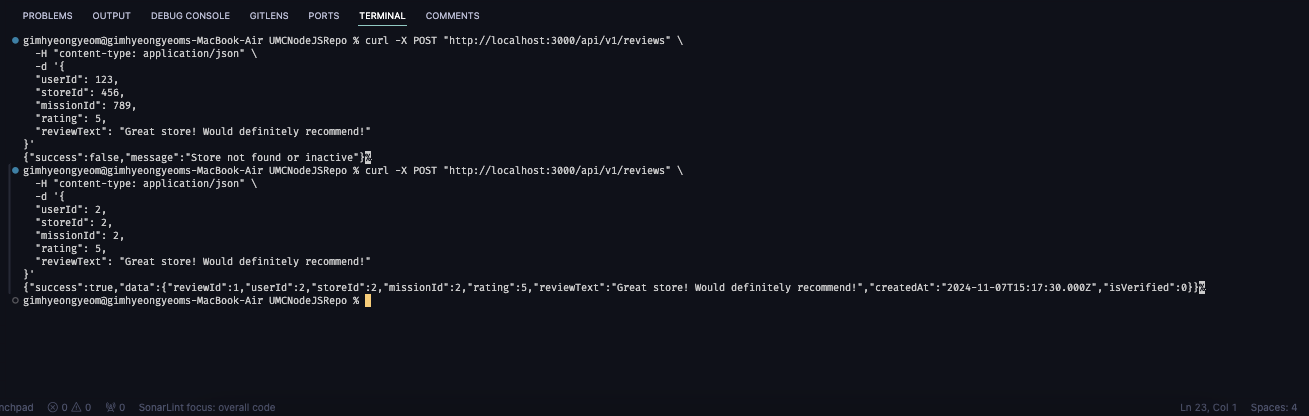 PROBLEMS OUTPUT DEBUG CONSOLE GITLENS PORTS TERMINAL COMMENTS
gimhyeongyeom@gimhyeongyeoms-MacBook-Air UMCNodeJSRepo % curl -X POST "http://localhost:3000/api/v1/reviews" \
-H "content-type: application/json" \
-d '{
"userId": 123,
"storeId": 456,
"missionId": 789,
"rating": 5,
"reviewText": "Great store! Would definitely recommend!"
}'
{"success":false,"message":"Store not found or inactive"}%
gimhyeongyeom@gimhyeongyeoms-MacBook-Air UMCNodeJSRepo % curl -X POST "http://localhost:3000/api/v1/reviews" \
-H "content-type: application/json" \
-d '{
"userId": 2,
"storeId": 2,
"missionId": 2,
"rating": 5,
"reviewText": "Great store! Would definitely recommend!"
}'
{"success":true,"data":{"reviewId":1,"userId":2,"storeId":2,"missionId":2,"rating":5,"reviewText":"Great store! Would definitely recommend!","createdAt":"2024-11-07T15:17:30.000Z","isVerified":0}}%
gimhyeongyeom@gimhyeongyeoms-MacBook-Air UMCNodeJSRepo %
nchpad 0 0 0 SonarLint focus: overall code Ln 23, Col 1 Spaces: 4